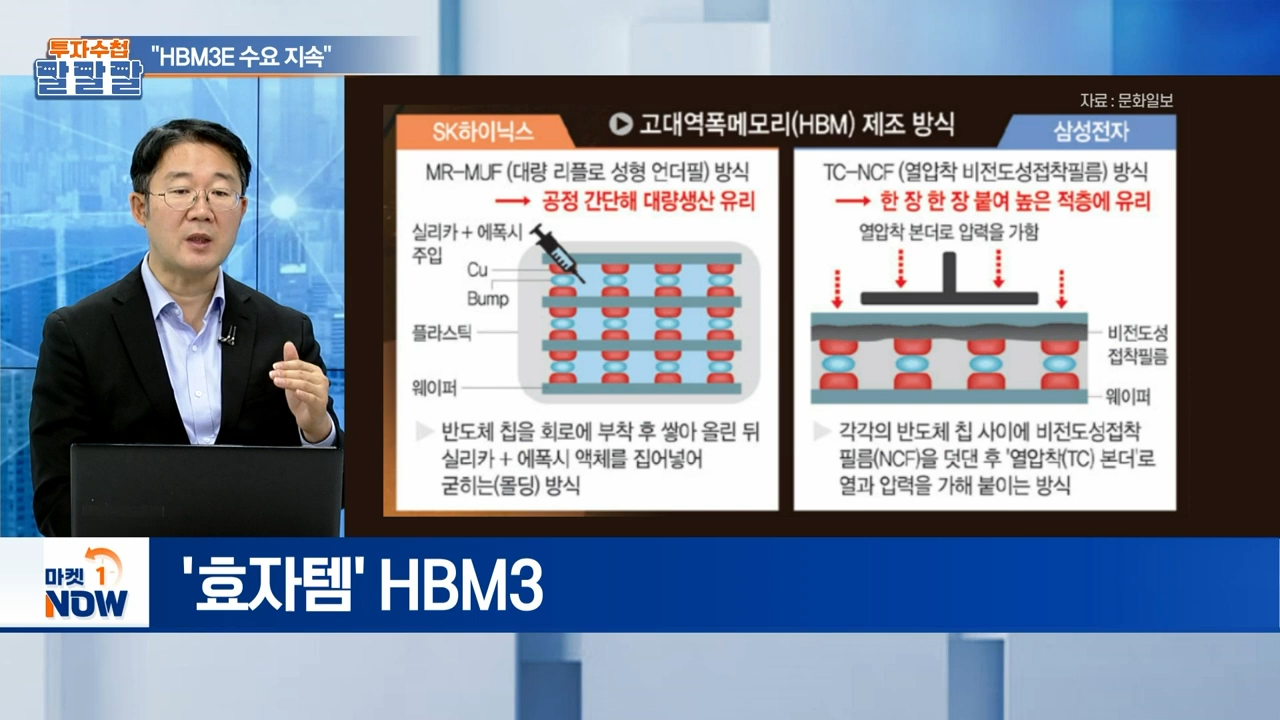 투자수첩
팔팔팔
"HBM3E 수요 지속"
자료 : 문화일보
고대역폭메모리(HBM) 제조 방식
SK하이닉스
MR-MUF (대량 리플로 성형 언더필) 방식
공정 간단해 대량생산 유리
실리카 + 에폭시
주입
Cu
Bump
플라스틱
웨이퍼
반도체 칩을 회로에 부착 후 쌓아 올린 뒤
실리카 + 에폭시 액체를 집어넣어
굳히는(몰딩) 방식
삼성전자
TC-NCF (열압착 비전도성접착필름) 방식
한 장 한 장 붙여 높은 적층에 유리
열압착 본더로 압력을 가함
비전도성
접착필름
웨이퍼
각각의 반도체 칩 사이에 비전도성접착
필름(NCF)을 덧댄 후 '열압착(TC) 본더'로
열과 압력을 가해 붙이는 방식
마켓 1
NOW
'효자템' HBM3